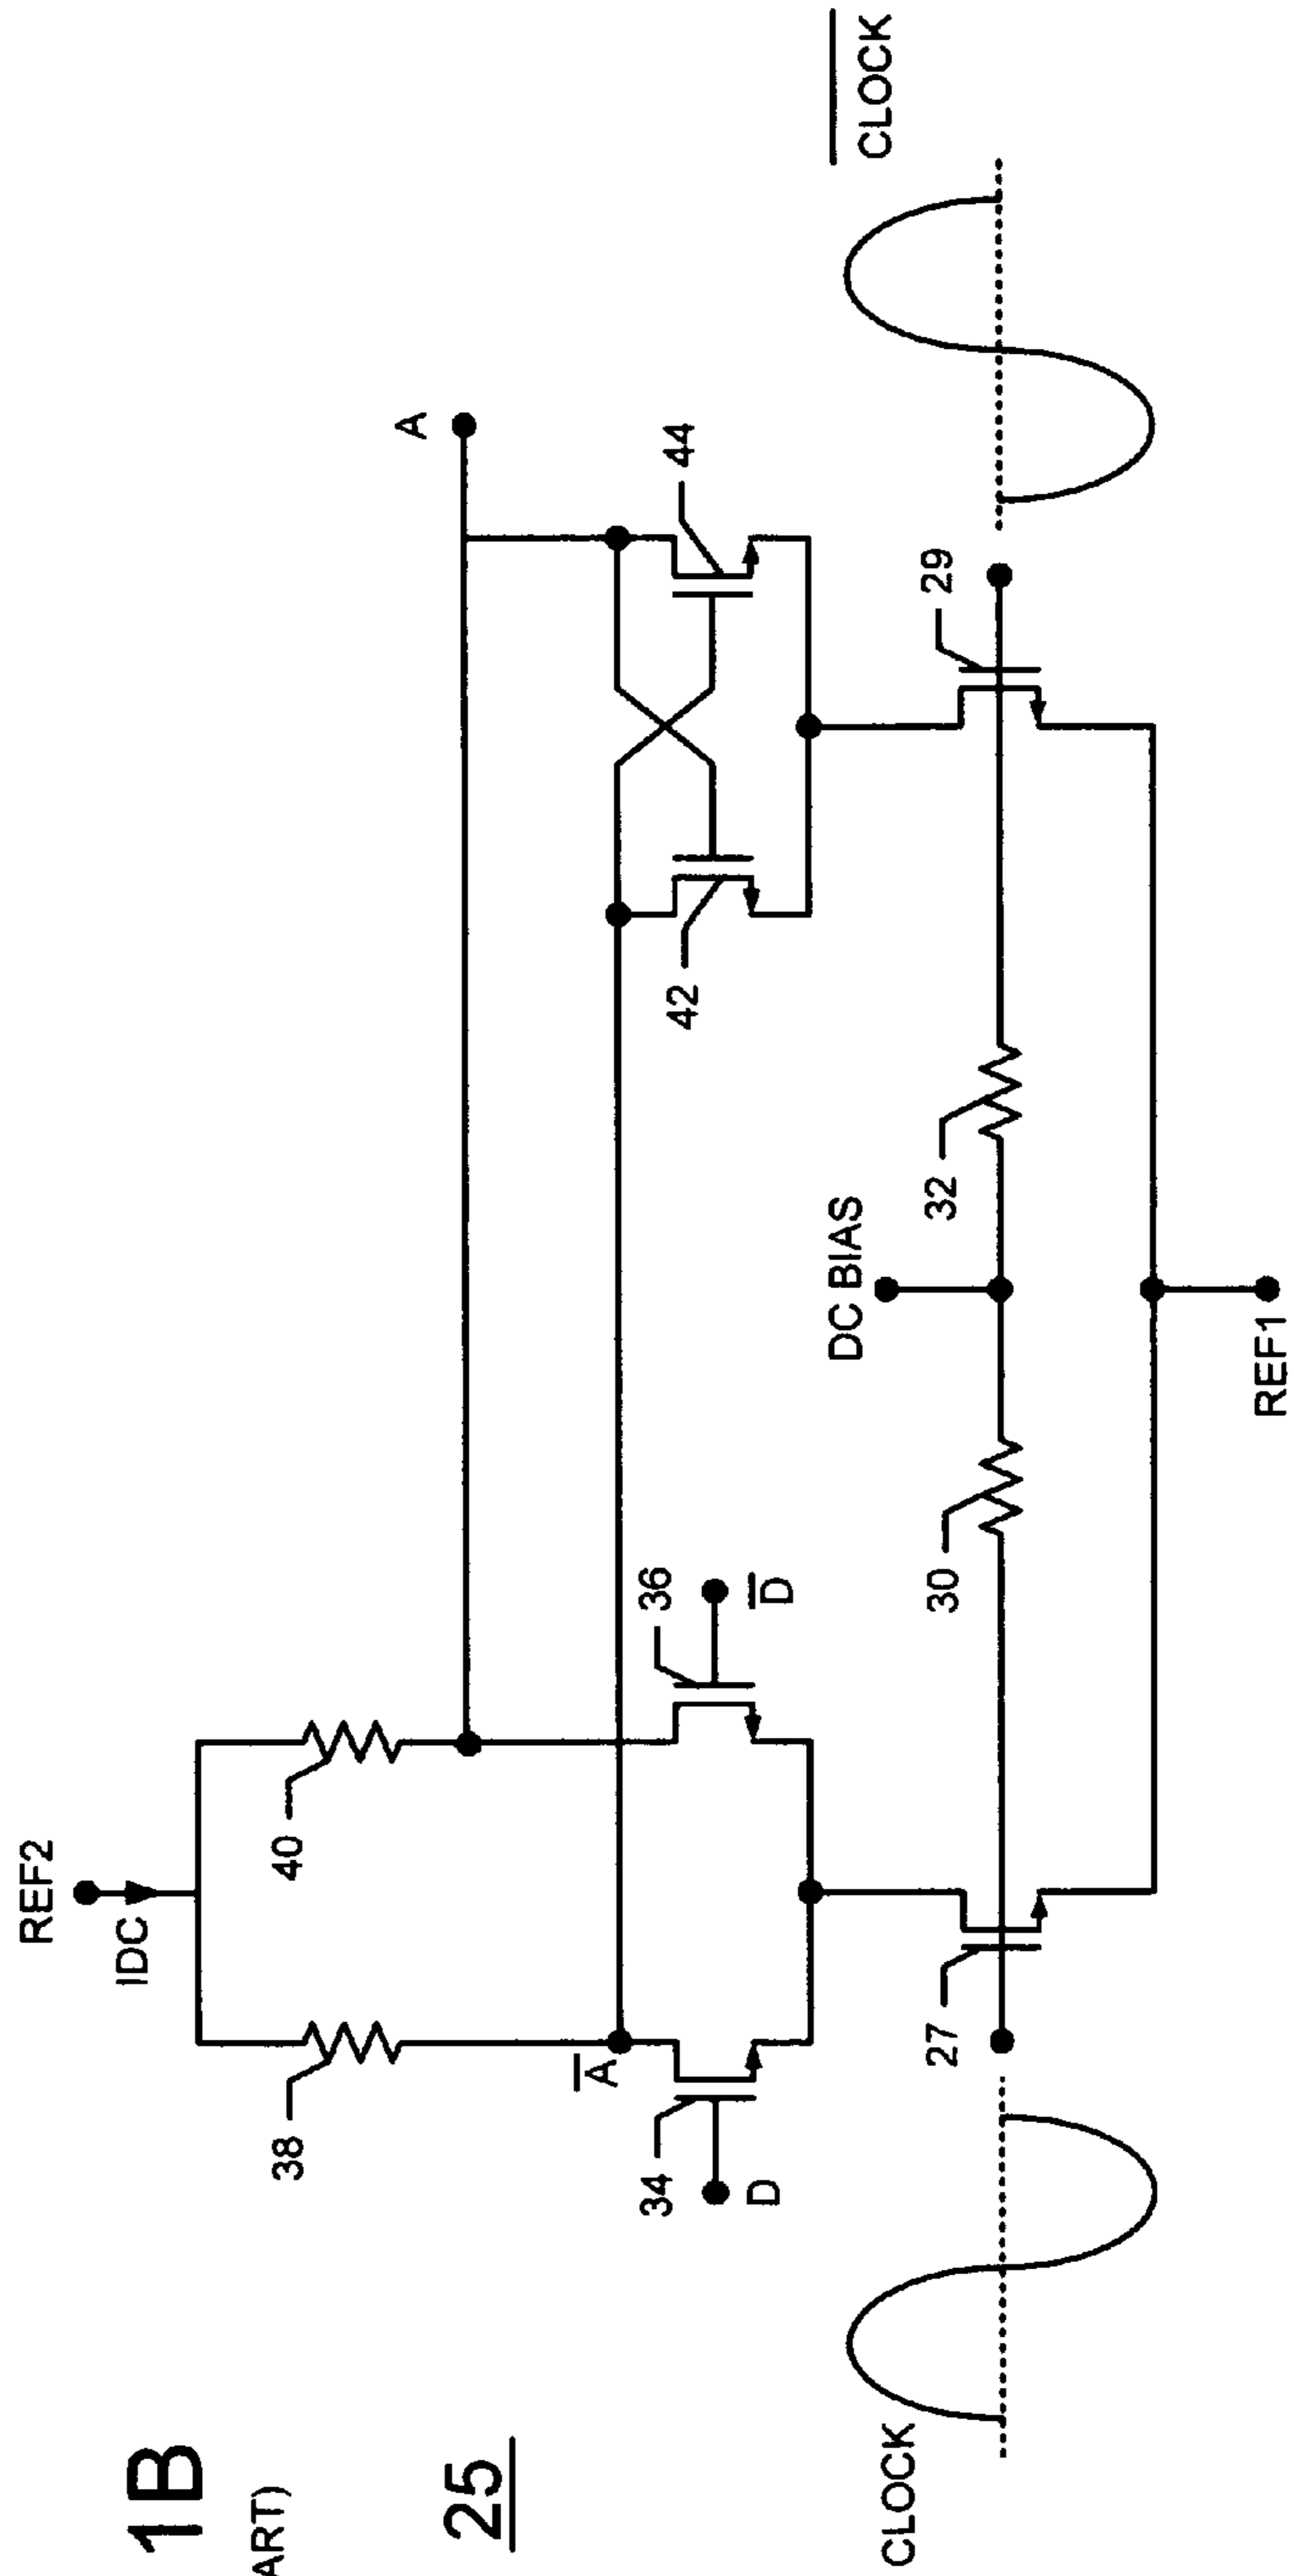 1B
ART)
25
REF2
IDC
38
40
A̅
A
34
D
36
D̅
42
44
CLOCK
27
30
DC BIAS
32
29
C̅L̅O̅C̅K̅
REF1